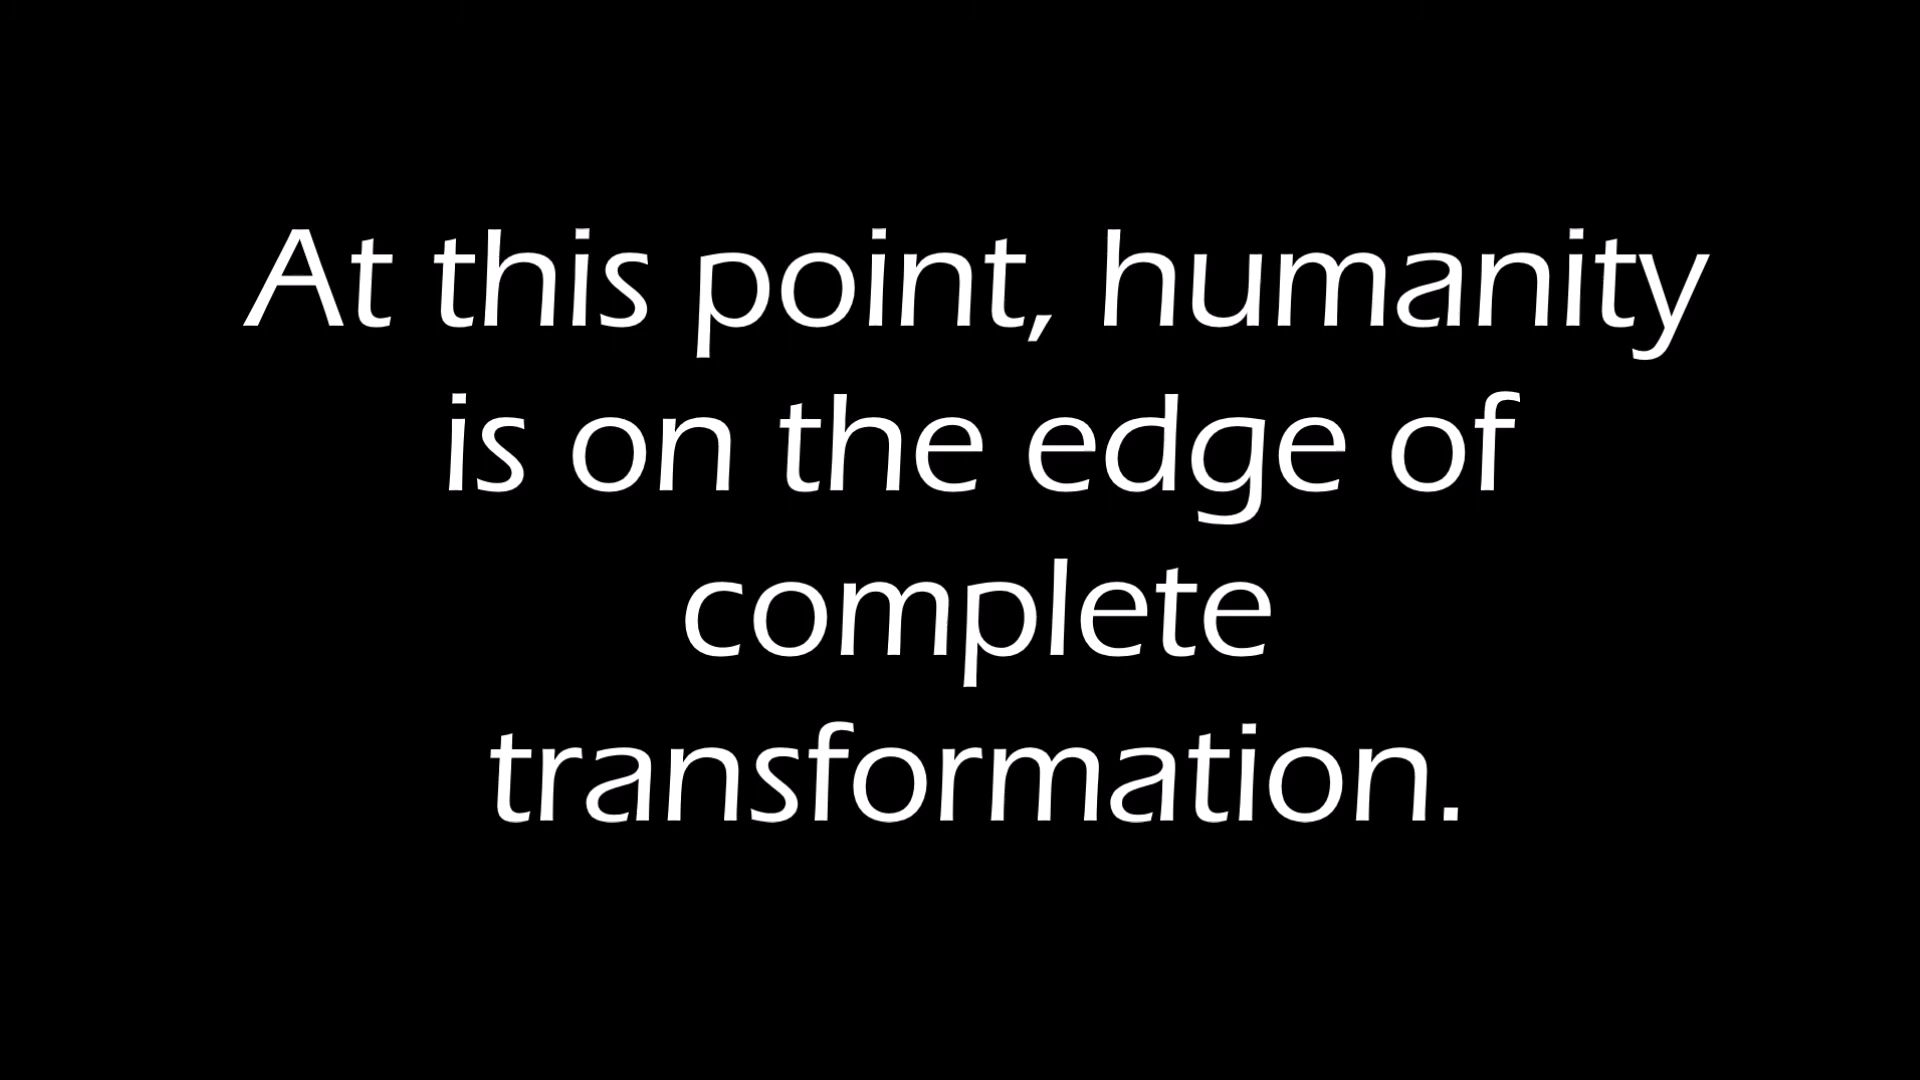 At this point, humanity
is on the edge of
complete
transformation.